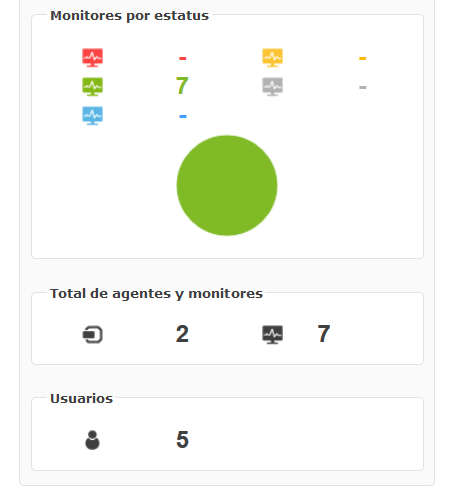 Monitores por estatus
- -
7 -
-
Total de agentes y monitores
2 7
Usuarios
5